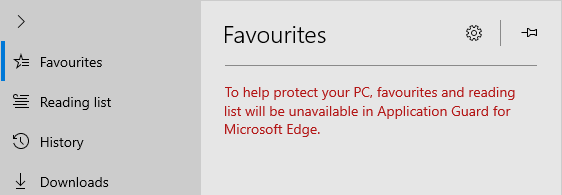 Favourites
Reading list
History
Downloads
Favourites
To help protect your PC, favourites and reading
list will be unavailable in Application Guard for
Microsoft Edge.